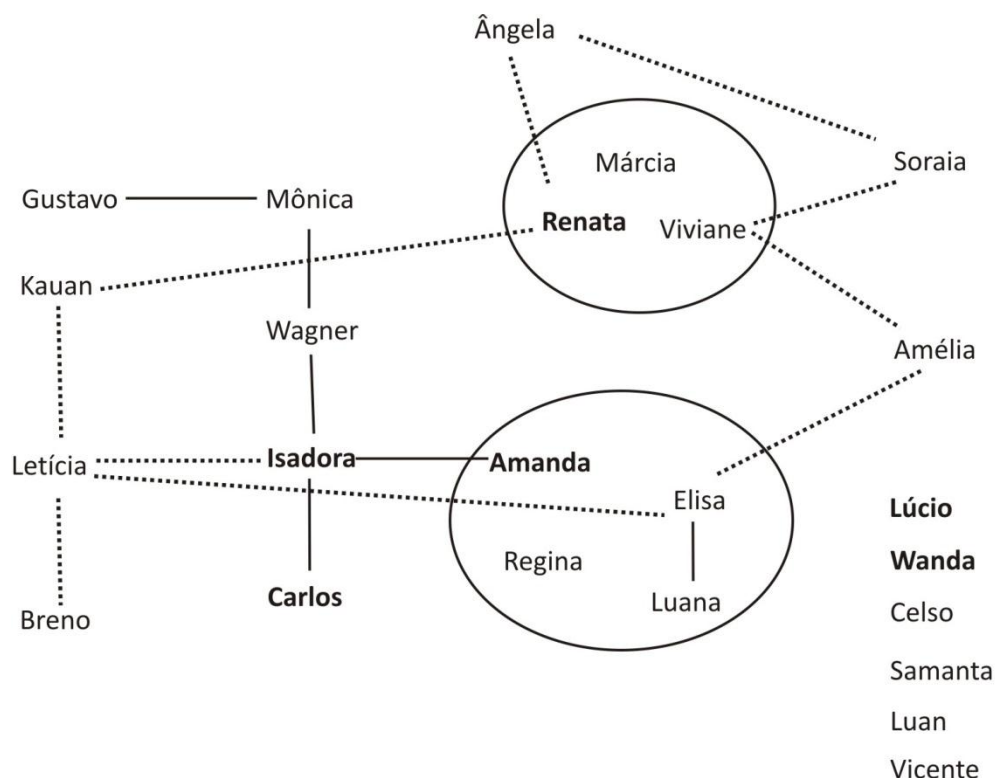 Ângela
Márcia
Soraia
Gustavo
Mônica
Renata
Viviane
Kauan
Wagner
Amélia
Letícia
Isadora
Amanda
Elisa
Lúcio
Regina
Wanda
Carlos
Luana
Breno
Celso
Samanta
Luan
Vicente